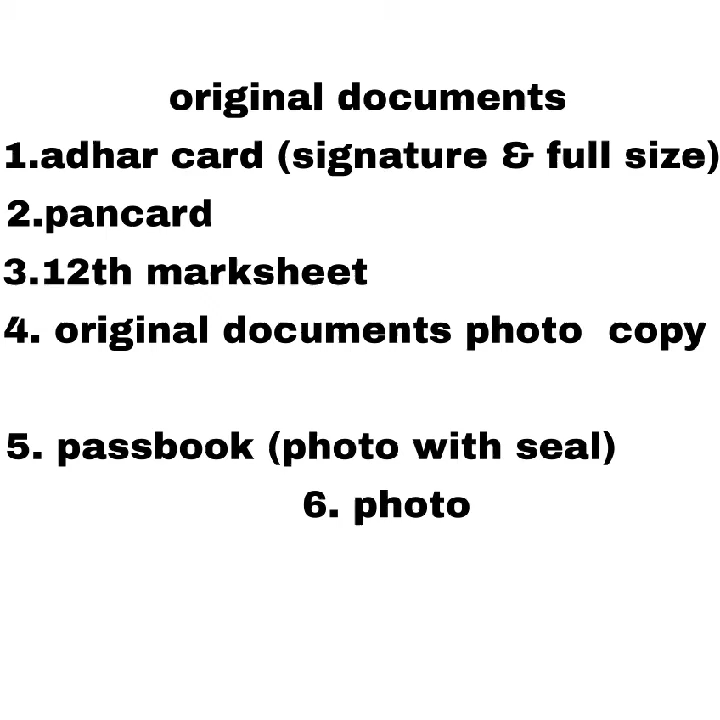 original documents
1.adhar card (signature & full size)
2.pancard
3.12th marksheet
4. original documents photo copy
5. passbook (photo with seal)
6. photo